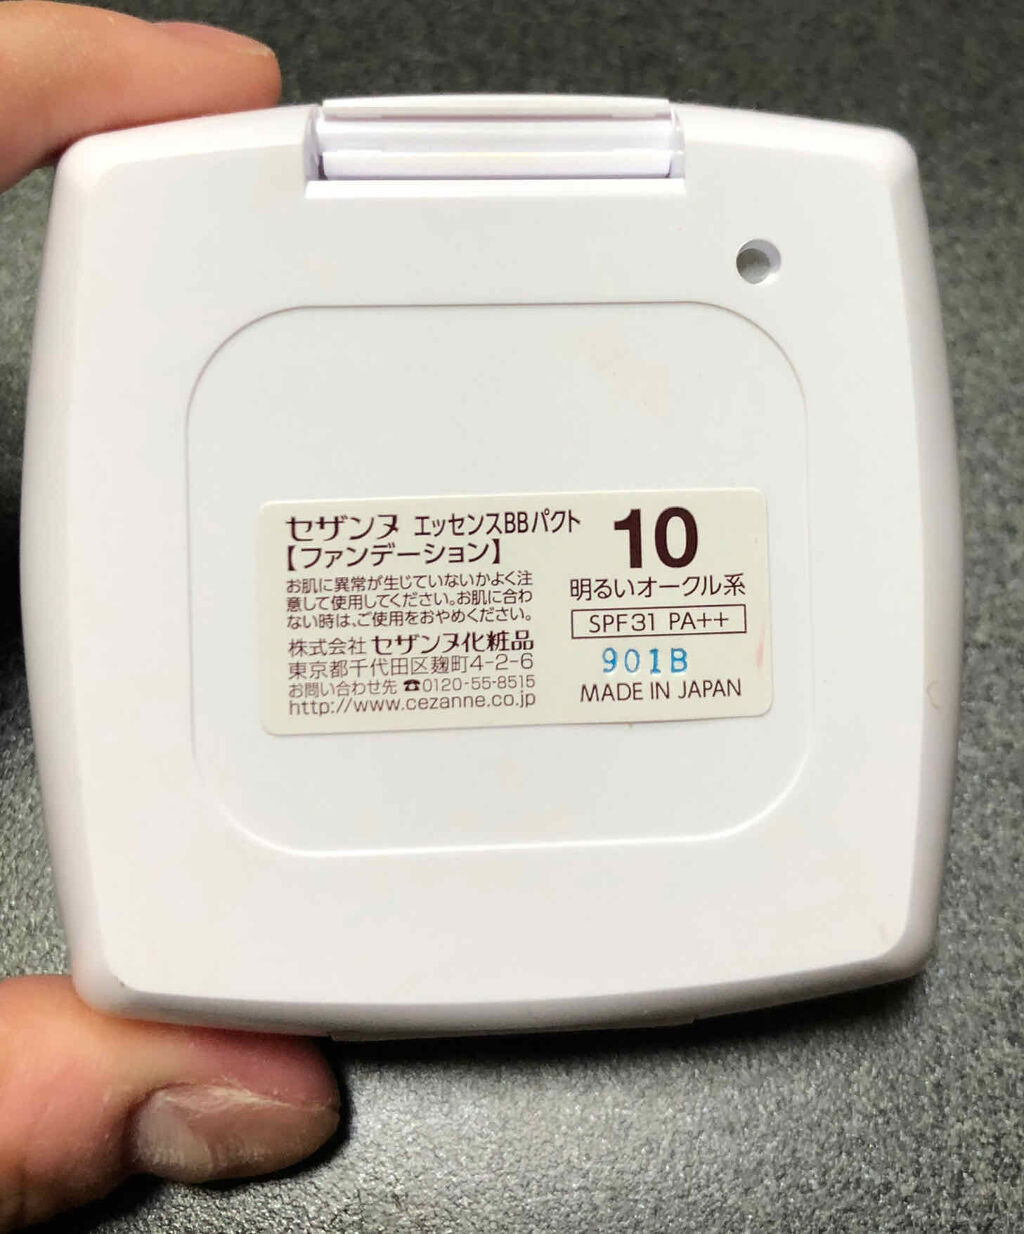 セザンヌ エッセンスBBパクト
【ファンデーション】
お肌に異常が生じていないかよく注
意して使用してください。お肌に合わ
ない時は、ご使用をおやめください。
株式会社 セザンヌ化粧品
東京都千代田区麹町4-2-6
お問い合わせ先 ☎0120-55-8515
http://www.cezanne.co.jp
10
明るいオークル系
SPF31 PA++
901B
MADE IN JAPAN